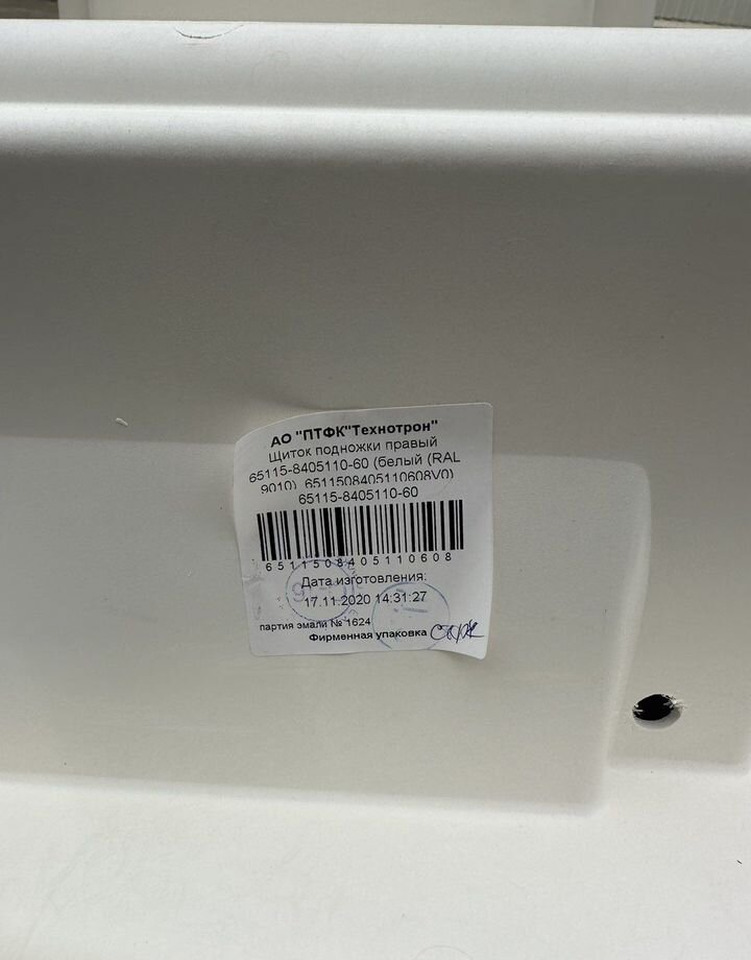 АО "ПТФК"Технотрон"
Щиток подножки правый
65115-8405110-60 (белый (RAL
9010) 6511508405110608V0)
65115-8405110-60
6511508405110608
Дата изготовления:
17.11.2020 14:31:27
партия эмали № 1624
Фирменная упаковка